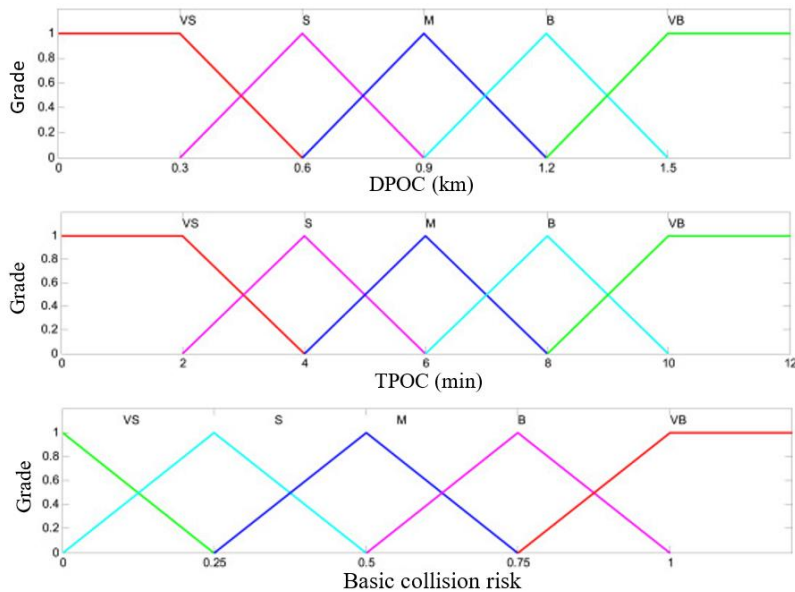 VS S M B VB
1
0.8
0.6
0.4
0.2
0
Grade
0 0.3 0.6 0.9 1.2 1.5
DPOC (km)
VS S M B VB
1
0.8
0.6
0.4
0.2
0
Grade
0 2 4 6 8 10 12
TPOC (min)
VS S M B VB
1
0.8
0.6
0.4
0.2
0
Grade
0 0.25 0.5 0.75 1
Basic collision risk